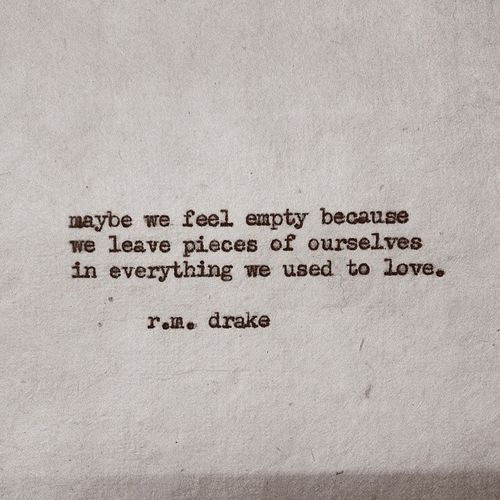 maybe we feel empty because
we leave pieces of ourselves
in everything we used to love.
r.m. drake